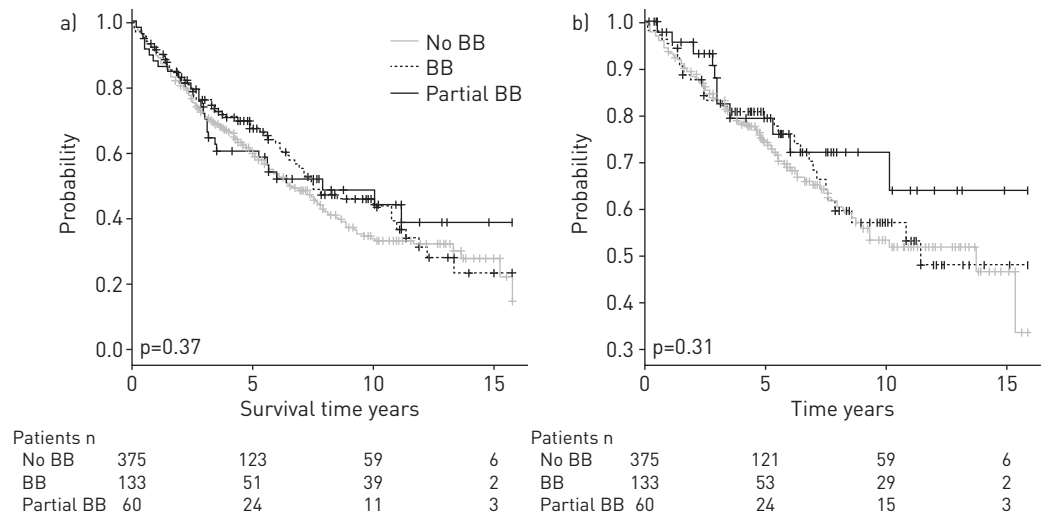 a)
No BB
BB
Partial BB
Probability
1.0
0.8
0.6
0.4
0.2
0.0
p=0.37
0 5 10 15
Survival time years
Patients n
No BB 375 123 59 6
BB 133 51 39 2
Partial BB 60 24 11 3
b)
Probability
1.0
0.9
0.8
0.7
0.6
0.5
0.4
0.3
p=0.31
0 5 10 15
Time years
Patients n
No BB 375 121 59 6
BB 133 53 29 2
Partial BB 60 24 15 3